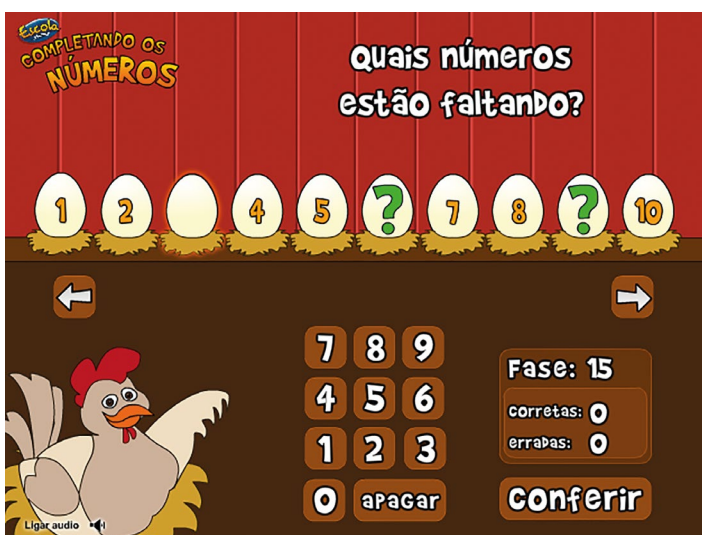 Escola
COMPLETANDO OS
NÚMEROS
Quais números
estão faltando?
1 2 4 5 ? 7 8 ? 10
7 8 9
4 5 6
1 2 3
0 apagar
Fase: 15
corretas: 0
erradas: 0
conferir
Ligar audio